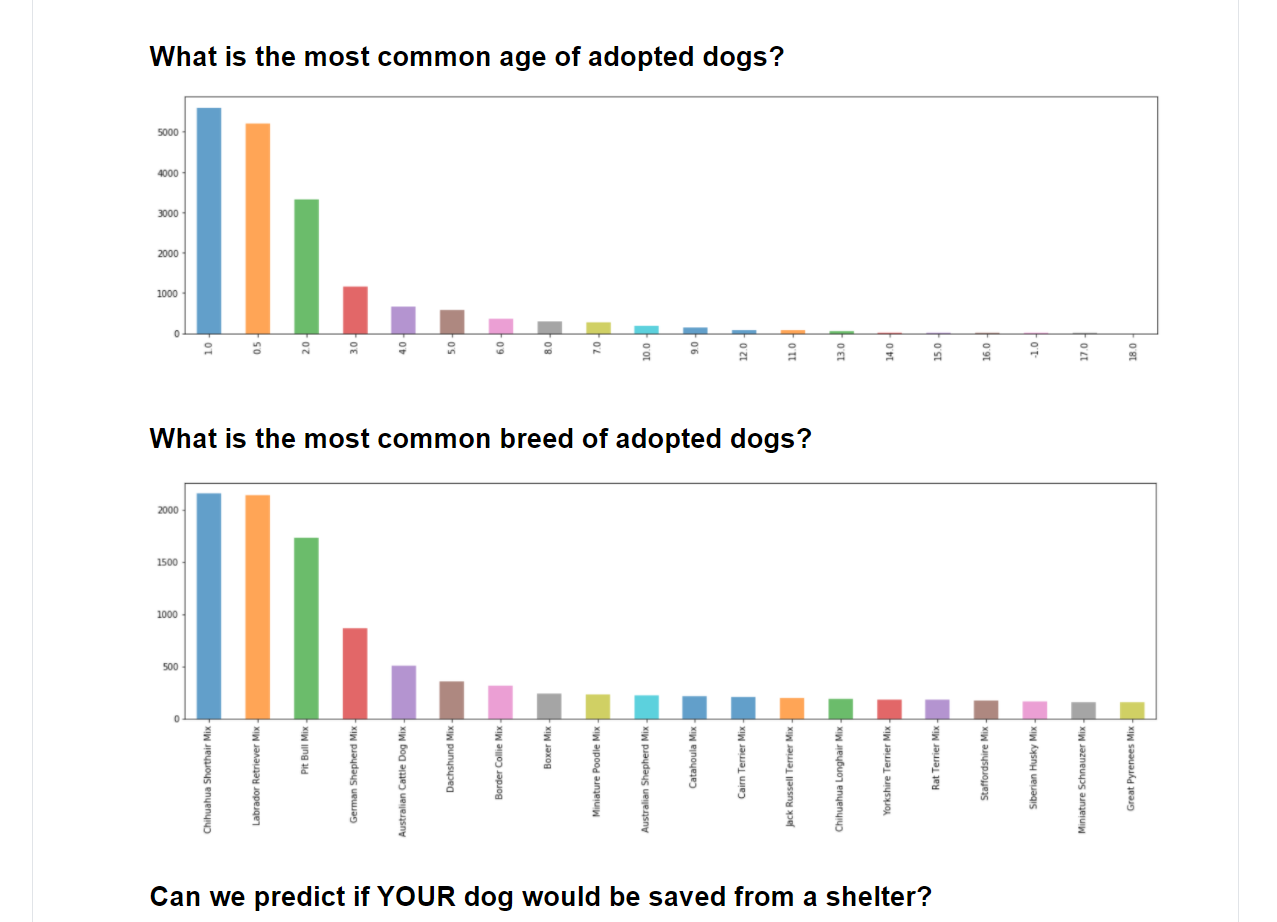 What is the most common age of adopted dogs?
5000
4000
3000
2000
1000
0
1.0
0.5
2.0
3.0
4.0
5.0
6.0
8.0
7.0
10.0
9.0
12.0
11.0
13.0
14.0
15.0
16.0
-1.0
17.0
18.0
What is the most common breed of adopted dogs?
2000
1500
1000
500
0
Chihuahua Shorthair Mix
Labrador Retriever Mix
Pit Bull Mix
German Shepherd Mix
Australian Cattle Dog Mix
Dachshund Mix
Border Collie Mix
Boxer Mix
Miniature Poodle Mix
Australian Shepherd Mix
Catahoula Mix
Cairn Terrier Mix
Jack Russell Terrier Mix
Chihuahua Longhair Mix
Yorkshire Terrier Mix
Rat Terrier Mix
Staffordshire Mix
Siberian Husky Mix
Miniature Schnauzer Mix
Great Pyrenees Mix
Can we predict if YOUR dog would be saved from a shelter?